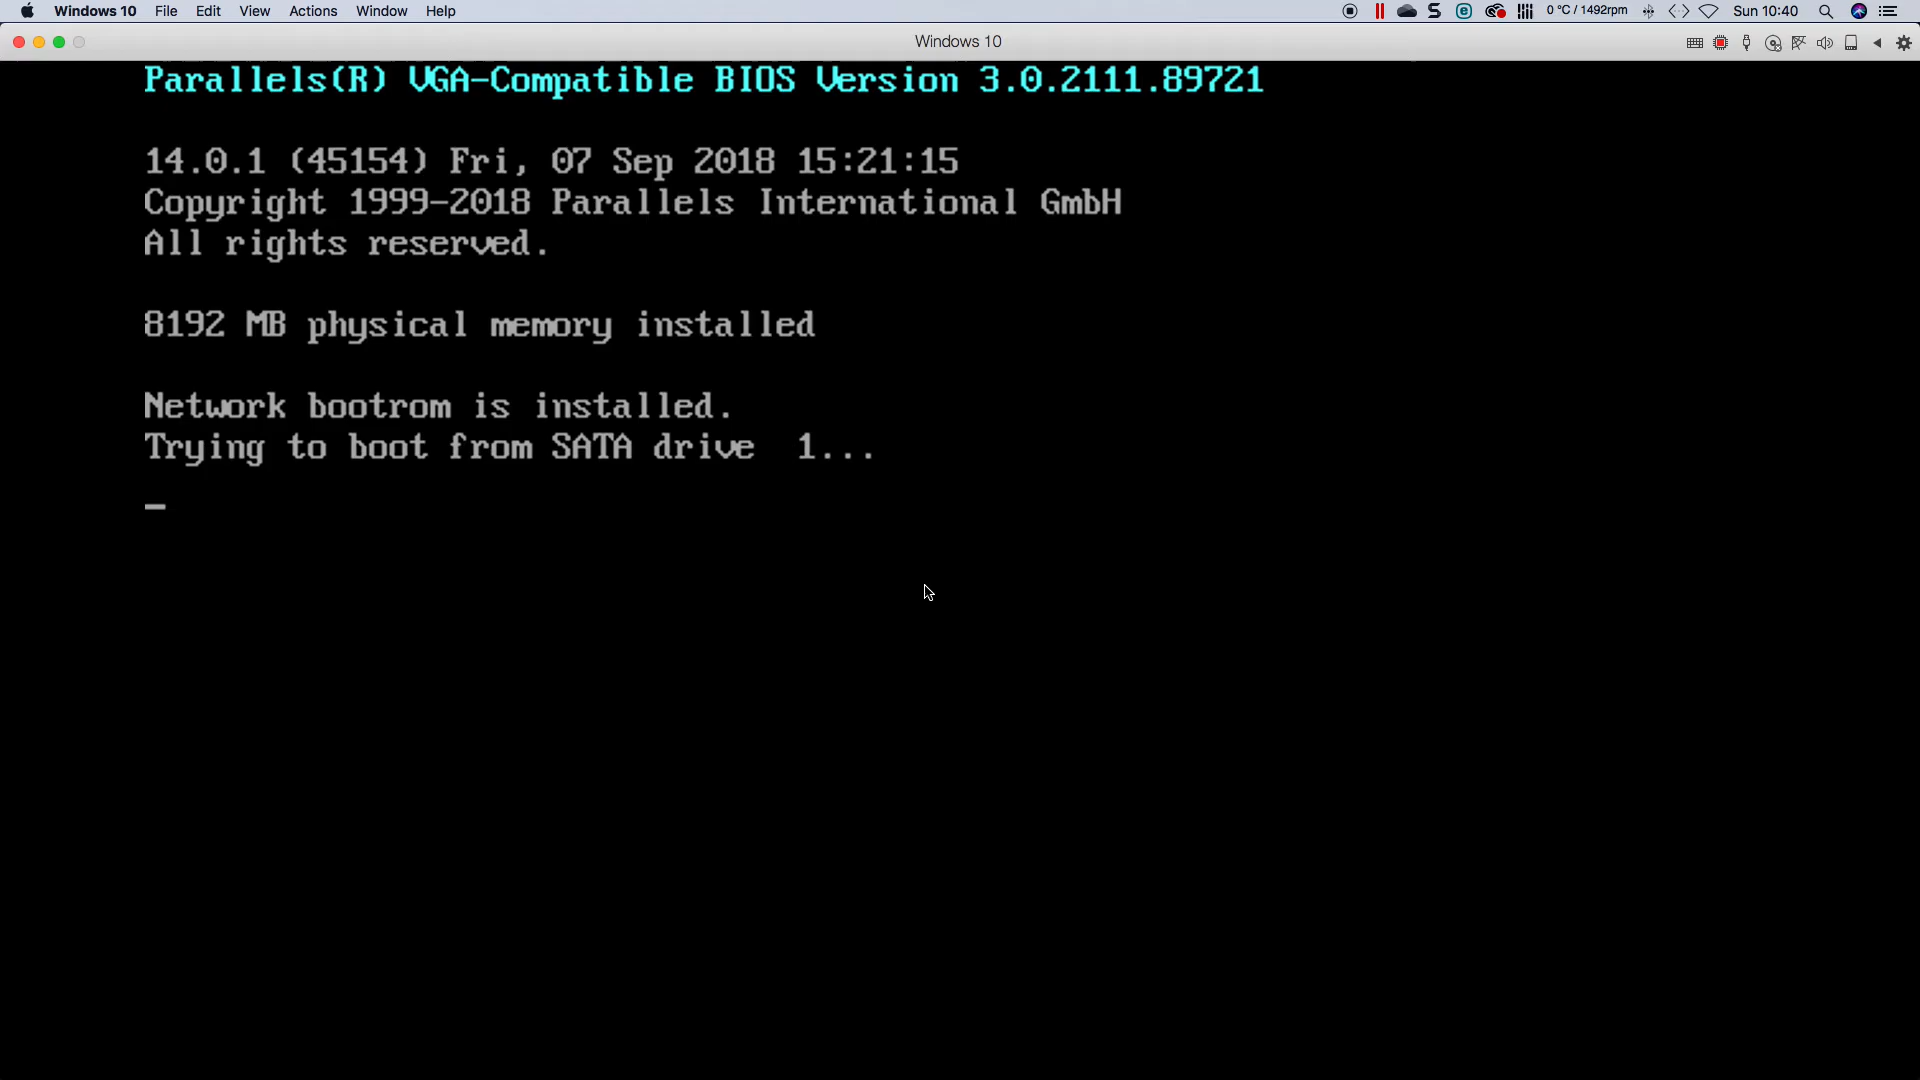 Windows 10 File Edit View Actions Window Help 0 °C / 1492rpm Sun 10:40
Windows 10
Parallels(R) VGA-Compatible BIOS Version 3.0.2111.89721
14.0.1 (45154) Fri, 07 Sep 2018 15:21:15
Copyright 1999-2018 Parallels International GmbH
All rights reserved.
8192 MB physical memory installed
Network bootrom is installed.
Trying to boot from SATA drive  1...
_